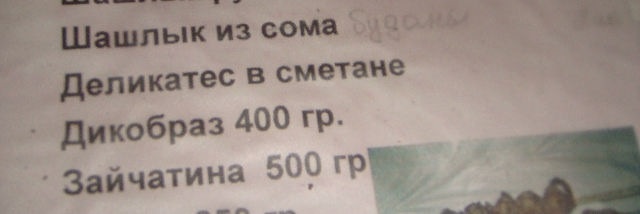 Шашлык из сома
Деликатес в сметане
Дикобраз 400 гр.
Зайчатина 500 гр